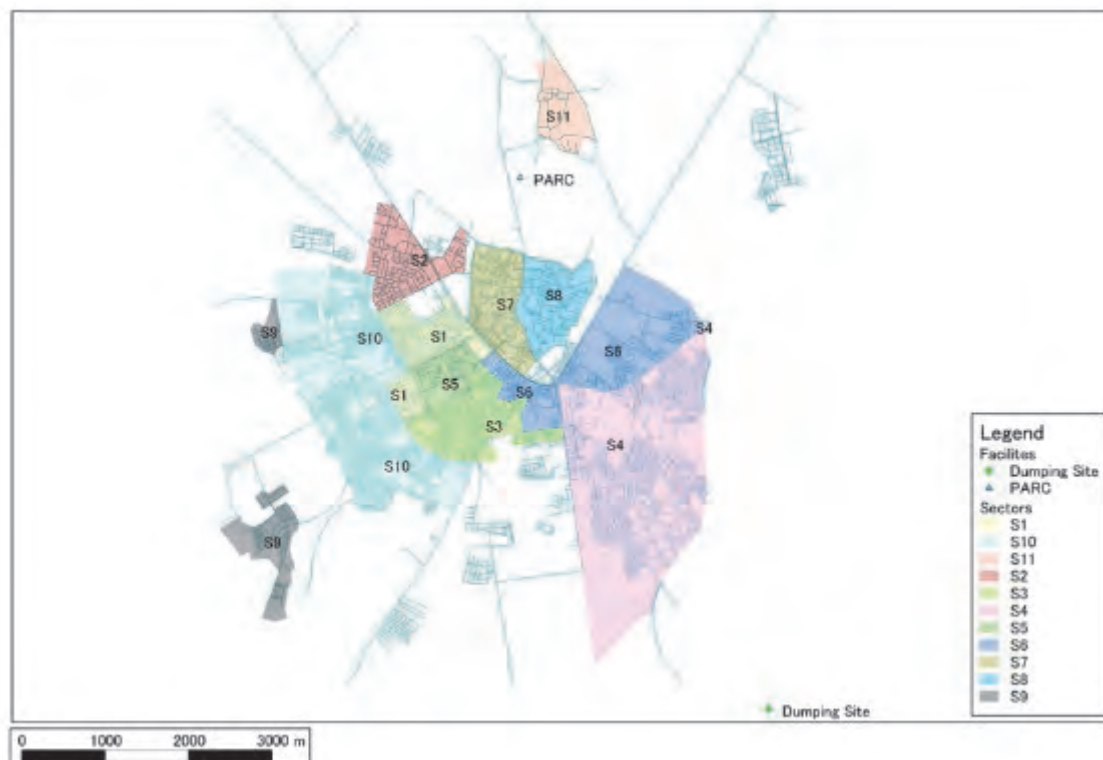 S11
PARC
S2
S7
S8
S9
S10
S1
S4
S6
S5
S6
S1
S3
S4
S10
S9
Dumping Site
Legend
Facilites
Dumping Site
PARC
Sectors
S1
S10
S11
S2
S3
S4
S5
S6
S7
S8
S9
0 1000 2000 3000 m